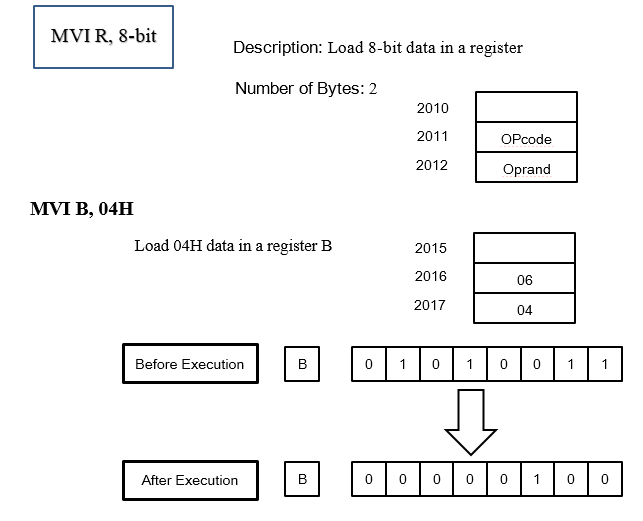 MVI R, 8-bit
Description: Load 8-bit data in a register
Number of Bytes: 2
2010
2011 OPcode
2012 Oprand
MVI B, 04H
Load 04H data in a register B
2015
2016 06
2017 04
Before Execution B 0 1 0 1 0 0 1 1
After Execution B 0 0 0 0 0 1 0 0